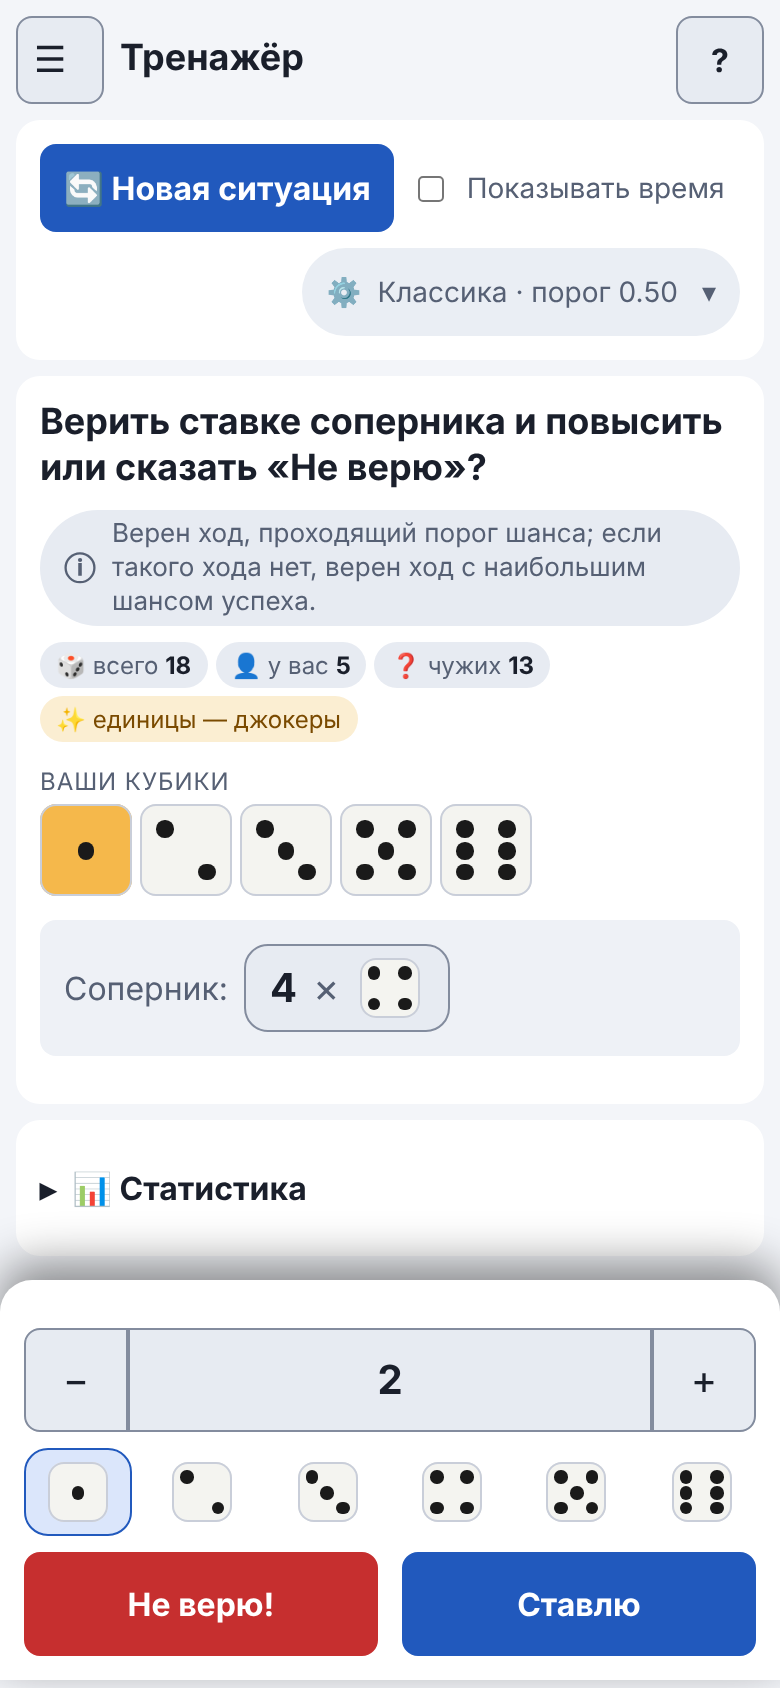 ☰ Тренажёр ?
🔄 Новая ситуация Показывать время
⚙️ Классика · порог 0.50 ▾
Верить ставке соперника и повысить
или сказать «Не верю»?
Верен ход, проходящий порог шанса; если
такого хода нет, верен ход с наибольшим
шансом успеха.
🎲 всего 18 👤 у вас 5 ❓ чужих 13
✨ единицы — джокеры
ВАШИ КУБИКИ
Соперник: 4 ×
▸ 📊 Статистика
− 2 +
Не верю! Ставлю